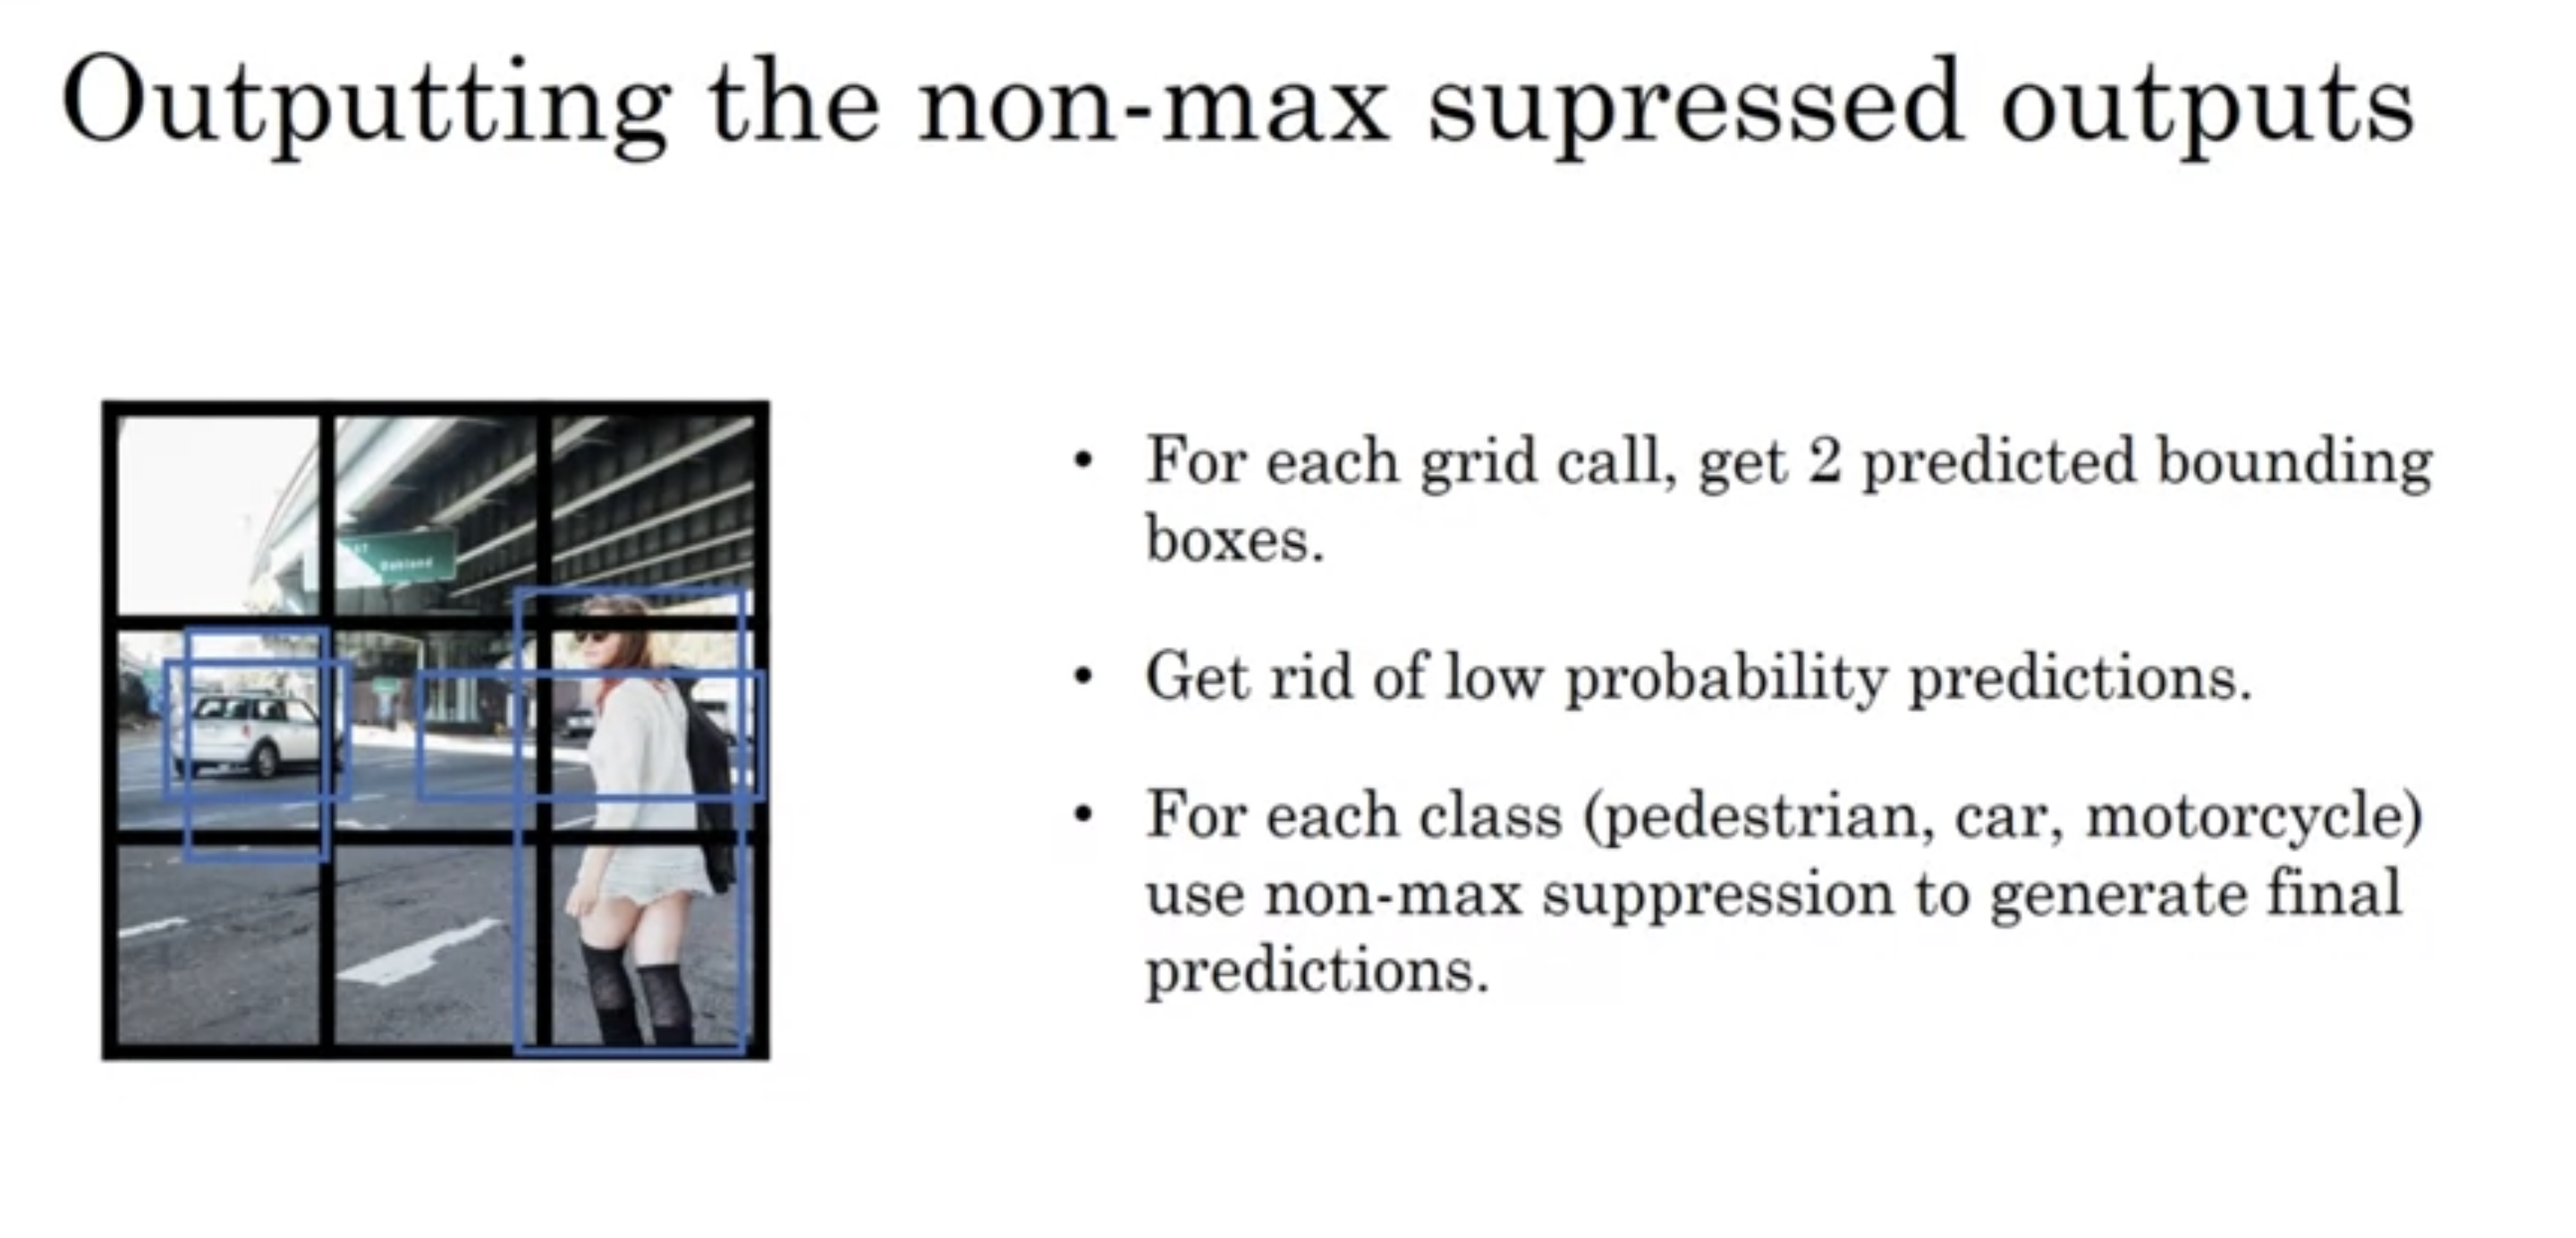 Outputting the non-max supressed outputs
Oakland
• For each grid call, get 2 predicted bounding
boxes.
• Get rid of low probability predictions.
• For each class (pedestrian, car, motorcycle)
use non-max suppression to generate final
predictions.